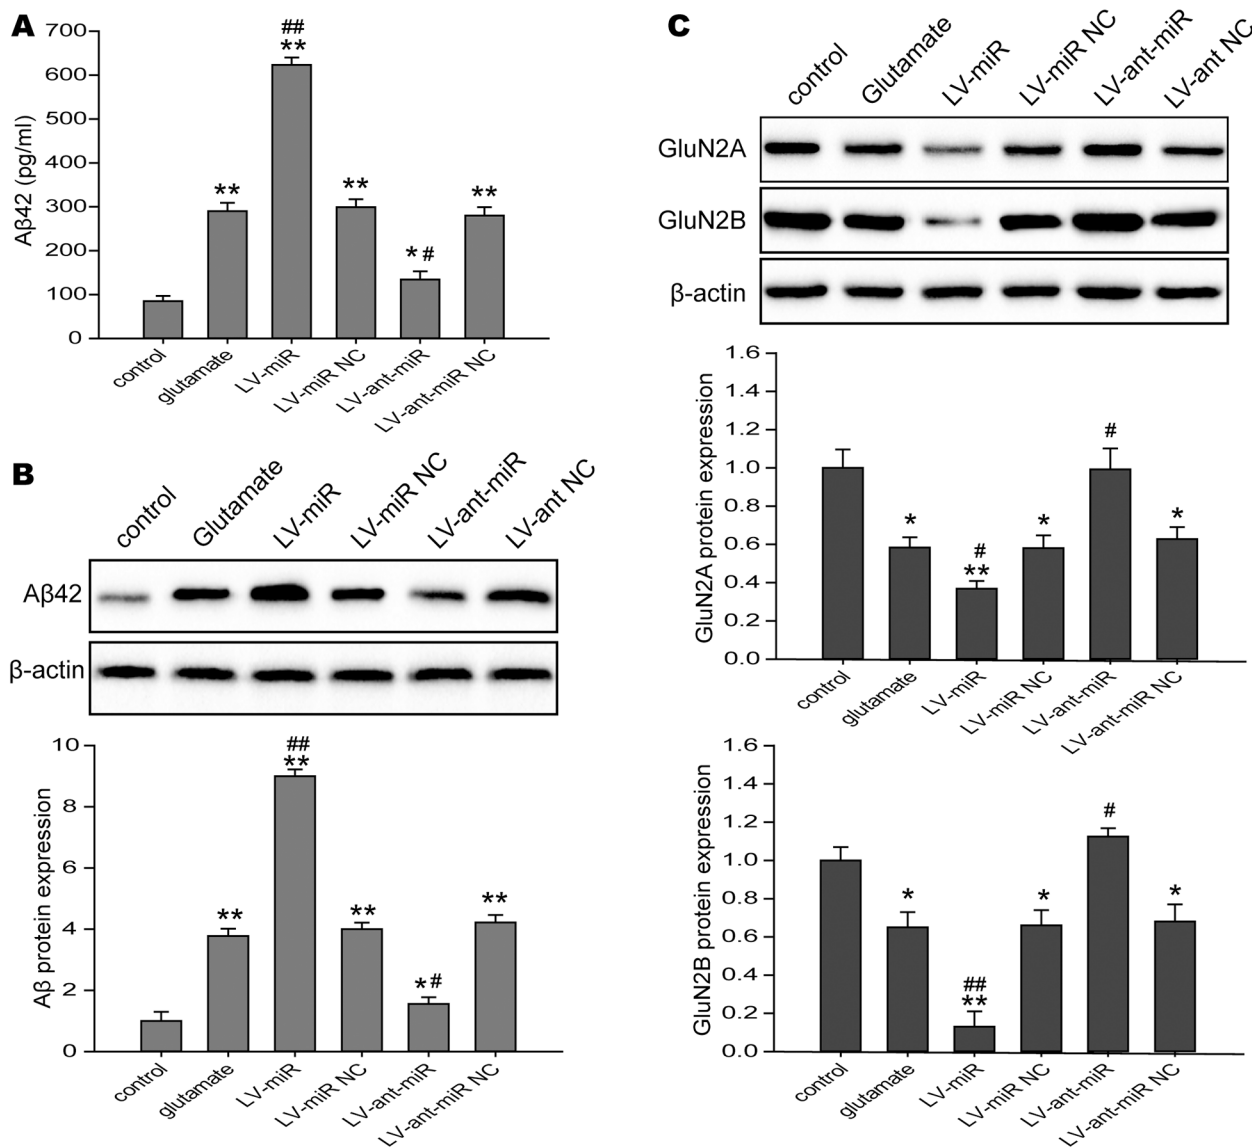 A
Aβ42 (pg/ml)
700
600
500
400
300
200
100
0
##
**
**
**
* #
**
control
glutamate
LV-miR
LV-miR NC
LV-ant-miR
LV-ant-miR NC
B
control
Glutamate
LV-miR
LV-miR NC
LV-ant-miR
LV-ant NC
Aβ42
β-actin
Aβ protein expression
10
8
6
4
2
0
**
##
**
**
*#
**
control
glutamate
LV-miR
LV-miR NC
LV-ant-miR
LV-ant-miR NC
C
control
Glutamate
LV-miR
LV-miR NC
LV-ant-miR
LV-ant NC
GluN2A
GluN2B
β-actin
GluN2A protein expression
1.6
1.4
1.2
1.0
0.8
0.6
0.4
0.2
0.0
*
#
**
*
#
*
control
glutamate
LV-miR
LV-miR NC
LV-ant-miR
LV-ant-miR NC
GluN2B protein expression
1.6
1.4
1.2
1.0
0.8
0.6
0.4
0.2
0.0
*
##
**
*
#
*
control
glutamate
LV-miR
LV-miR NC
LV-ant-miR
LV-ant-miR NC